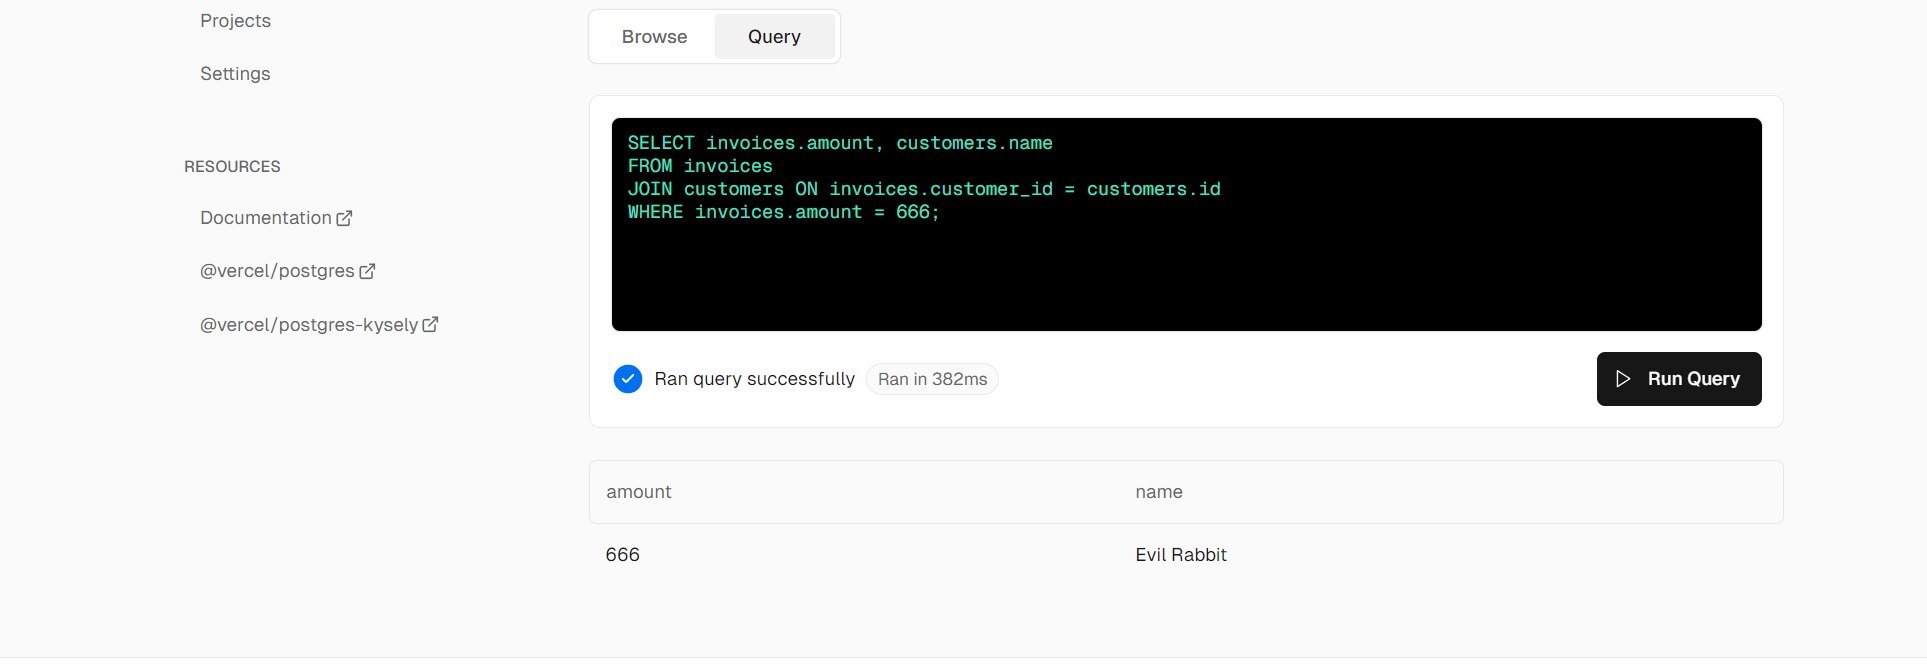 Projects
Settings
RESOURCES
Documentation
@vercel/postgres
@vercel/postgres-kysely
Browse
Query
SELECT invoices.amount, customers.name
FROM invoices
JOIN customers ON invoices.customer_id = customers.id
WHERE invoices.amount = 666;
Ran query successfully
Ran in 382ms
Run Query
amount
name
666
Evil Rabbit